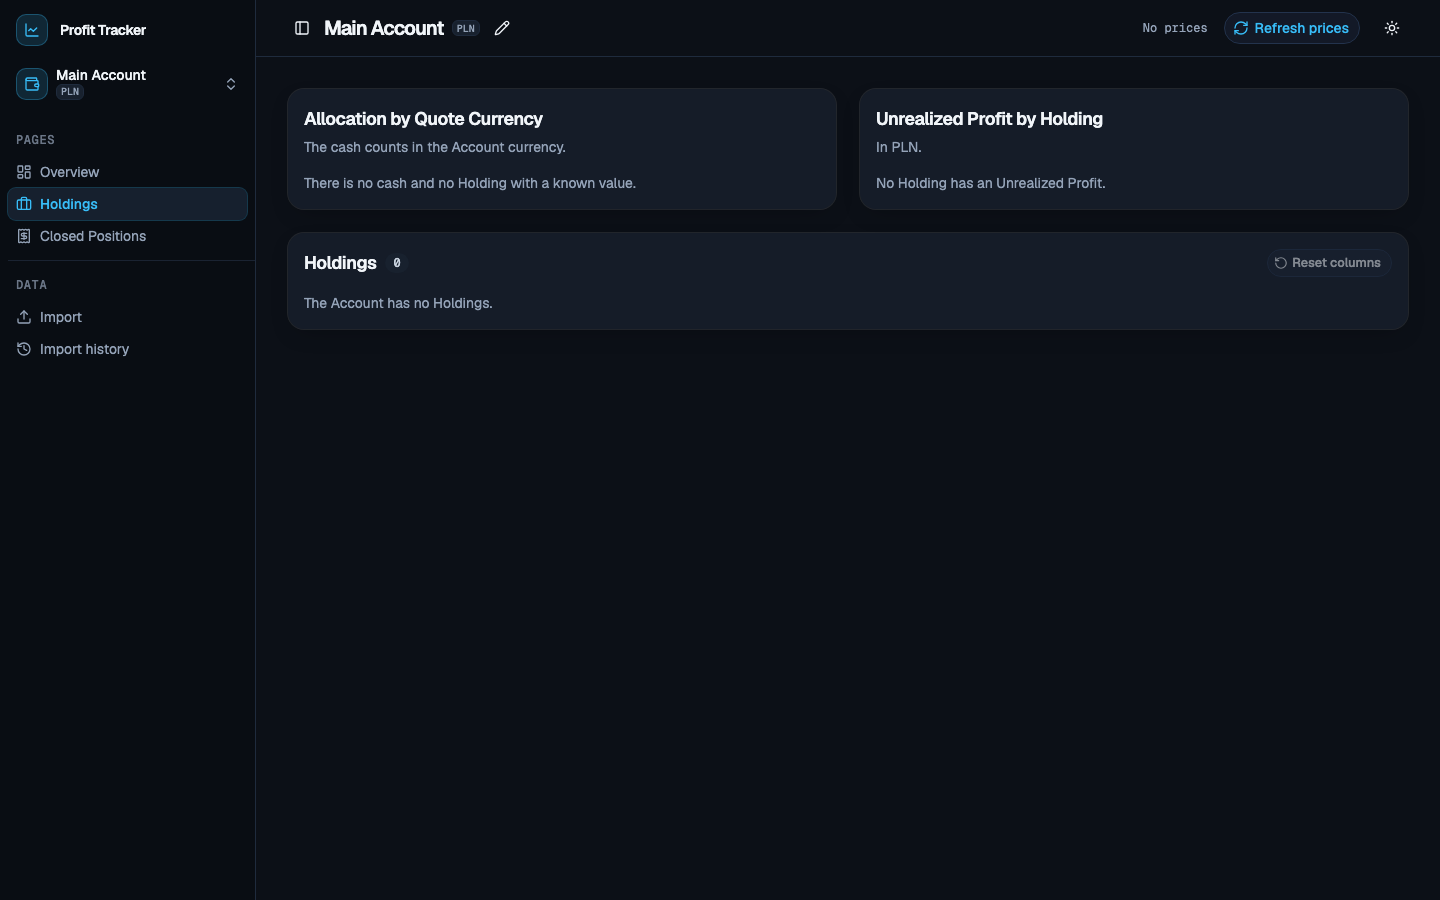 Profit Tracker
Main Account
PLN
PAGES
Overview
Holdings
Closed Positions
DATA
Import
Import history
Main Account PLN
No prices
Refresh prices
Allocation by Quote Currency
The cash counts in the Account currency.
There is no cash and no Holding with a known value.
Unrealized Profit by Holding
In PLN.
No Holding has an Unrealized Profit.
Holdings 0
Reset columns
The Account has no Holdings.